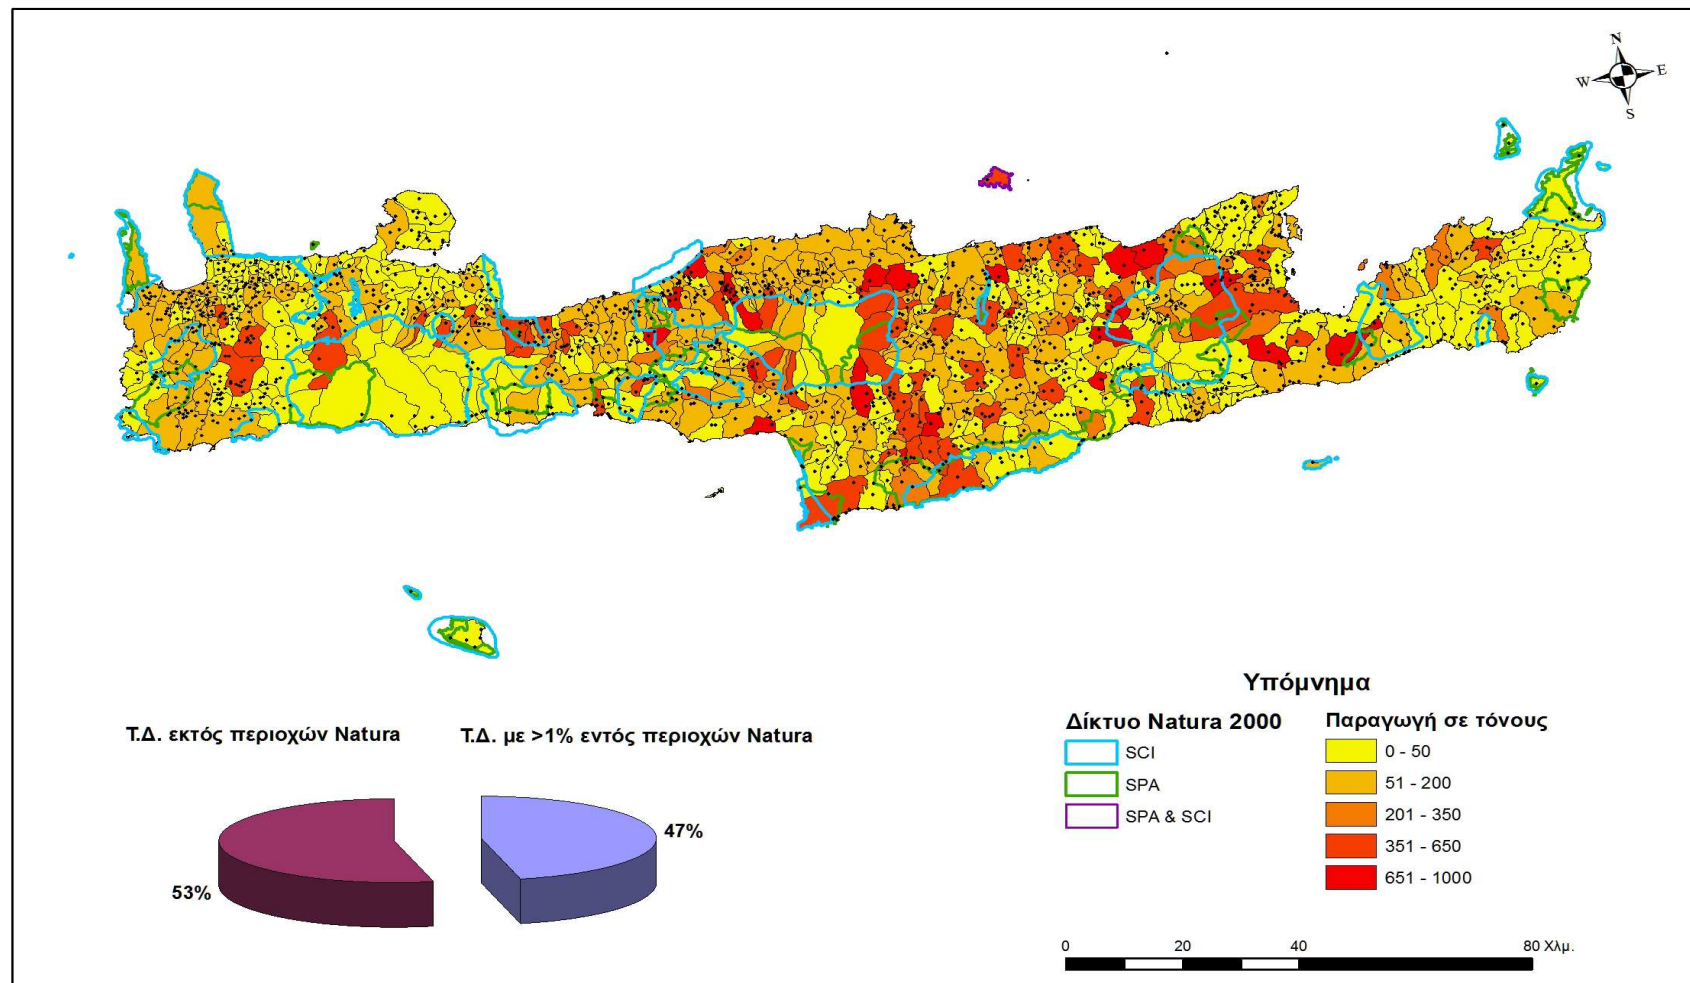 N
W E
S
Υπόμνημα
Δίκτυο Natura 2000
SCI
SPA
SPA & SCI
Παραγωγή σε τόνους
0 - 50
51 - 200
201 - 350
351 - 650
651 - 1000
Τ.Δ. εκτός περιοχών Natura
Τ.Δ. με >1% εντός περιοχών Natura
53%
47%
0 20 40 80 Χλμ.